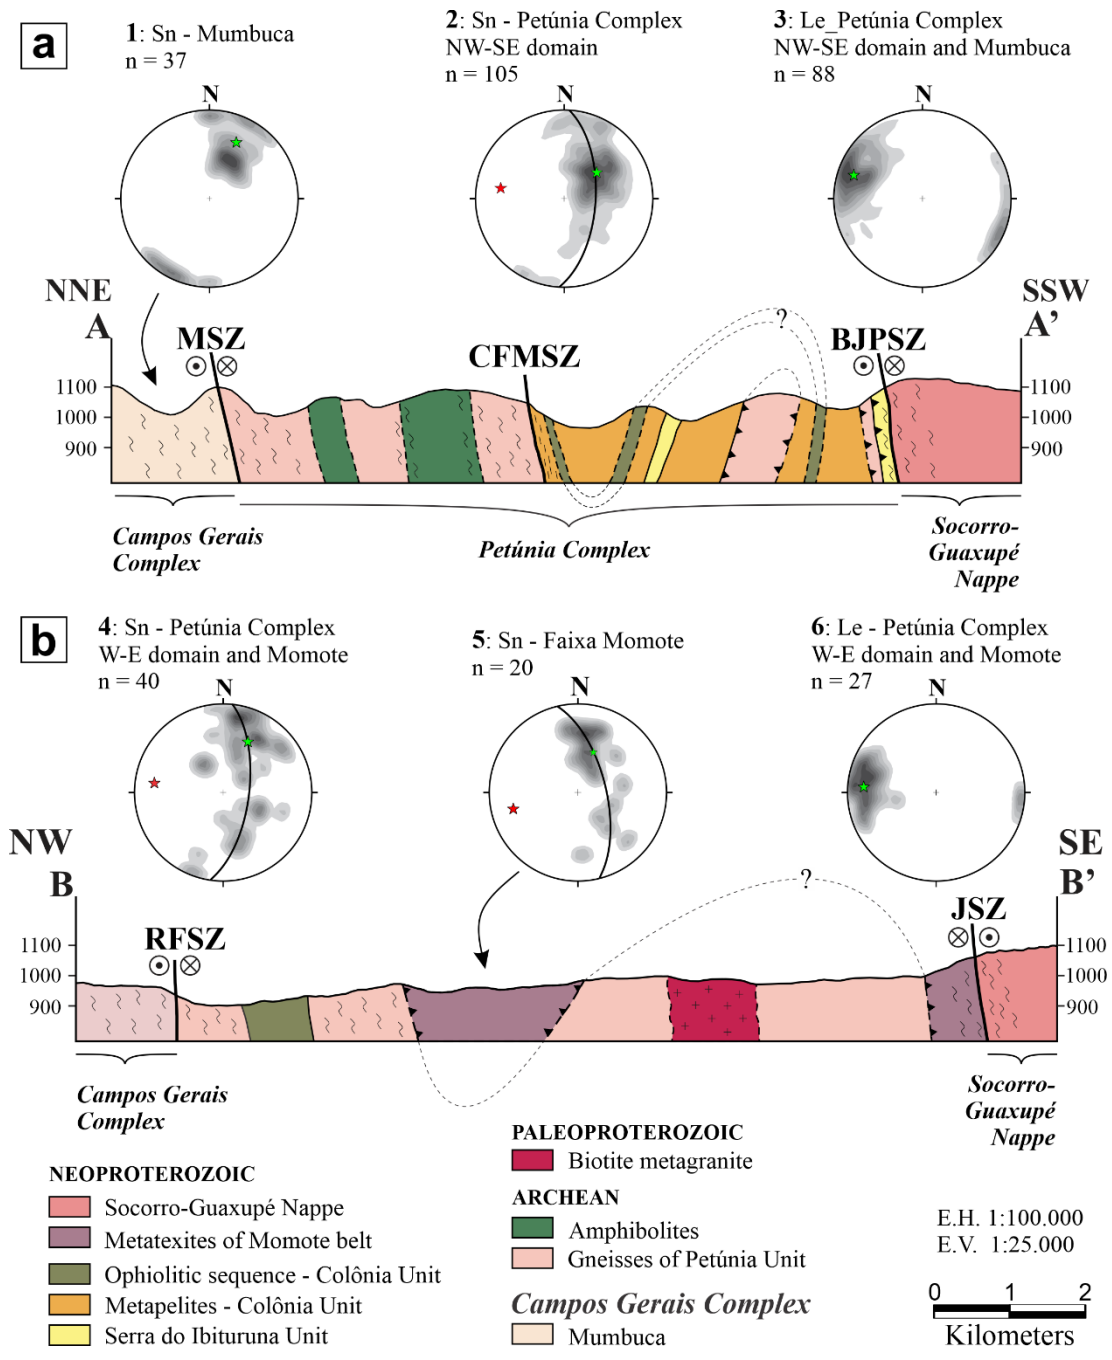 a
1: Sn - Mumbuca
n = 37
2: Sn - Petúnia Complex
NW-SE domain
n = 105
3: Le_Petúnia Complex
NW-SE domain and Mumbuca
n = 88
N
N
N
NNE
A
SSW
A'
MSZ
CFMSZ
?
BJPSZ
1100
1000
900
1100
1000
900
Campos Gerais
Complex
Petúnia Complex
Socorro-
Guaxupé
Nappe
b
4: Sn - Petúnia Complex
W-E domain and Momote
n = 40
5: Sn - Faixa Momote
n = 20
6: Le - Petúnia Complex
W-E domain and Momote
n = 27
N
N
N
NW
B
SE
B'
RFSZ
?
JSZ
1100
1000
900
1100
1000
900
Campos Gerais
Complex
Socorro-
Guaxupé
Nappe
NEOPROTEROZOIC
Socorro-Guaxupé Nappe
Metatexites of Momote belt
Ophiolitic sequence - Colônia Unit
Metapelites - Colônia Unit
Serra do Ibituruna Unit
PALEOPROTEROZOIC
Biotite metagranite
ARCHEAN
Amphibolites
Gneisses of Petúnia Unit
Campos Gerais Complex
Mumbuca
E.H. 1:100.000
E.V. 1:25.000
0 1 2
Kilometers